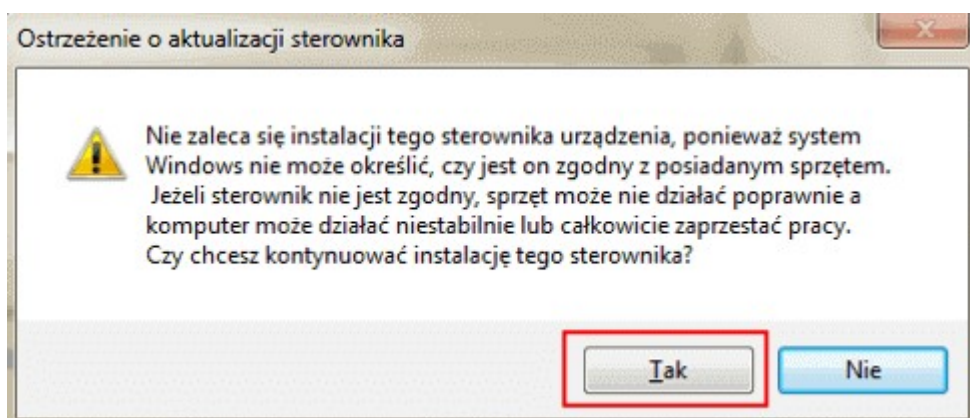 Ostrzeżenie o aktualizacji sterownika
Nie zaleca się instalacji tego sterownika urządzenia, ponieważ system
Windows nie może określić, czy jest on zgodny z posiadanym sprzętem.
Jeżeli sterownik nie jest zgodny, sprzęt może nie działać poprawnie a
komputer może działać niestabilnie lub całkowicie zaprzestać pracy.
Czy chcesz kontynuować instalację tego sterownika?
Tak Nie